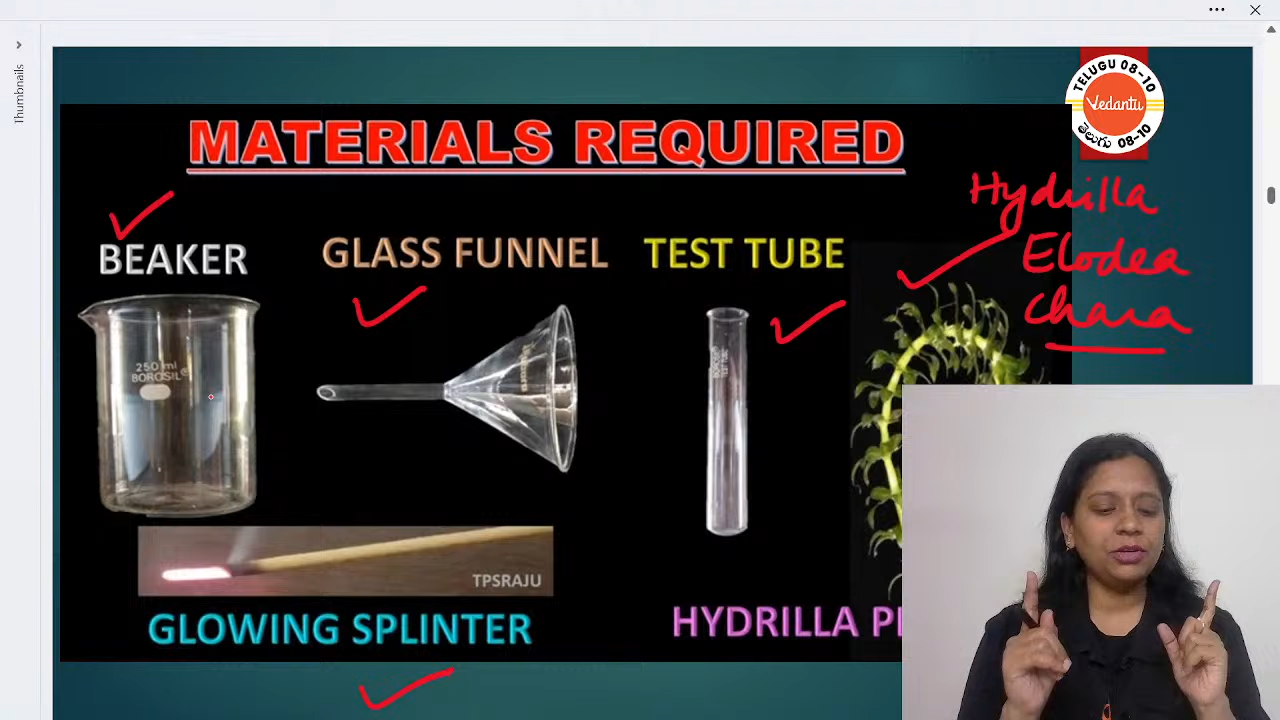 Thumbnails
TELUGU 08-10
Vedantu
తెలుగు 08-10
MATERIALS REQUIRED
Hydrilla
Elodea
Chara
BEAKER
GLASS FUNNEL
TEST TUBE
250 ml
BOROSIL
TPSRAJU
GLOWING SPLINTER
HYDRILLA